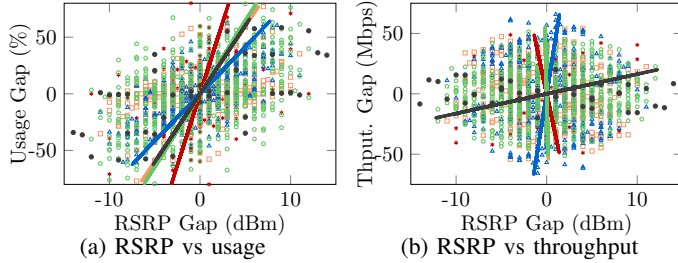 50
0
−50
Usage Gap (%)
−10
0
10
RSRP Gap (dBm)
(a) RSRP vs usage
50
0
−50
Thput. Gap (Mbps)
−10
0
10
RSRP Gap (dBm)
(b) RSRP vs throughput